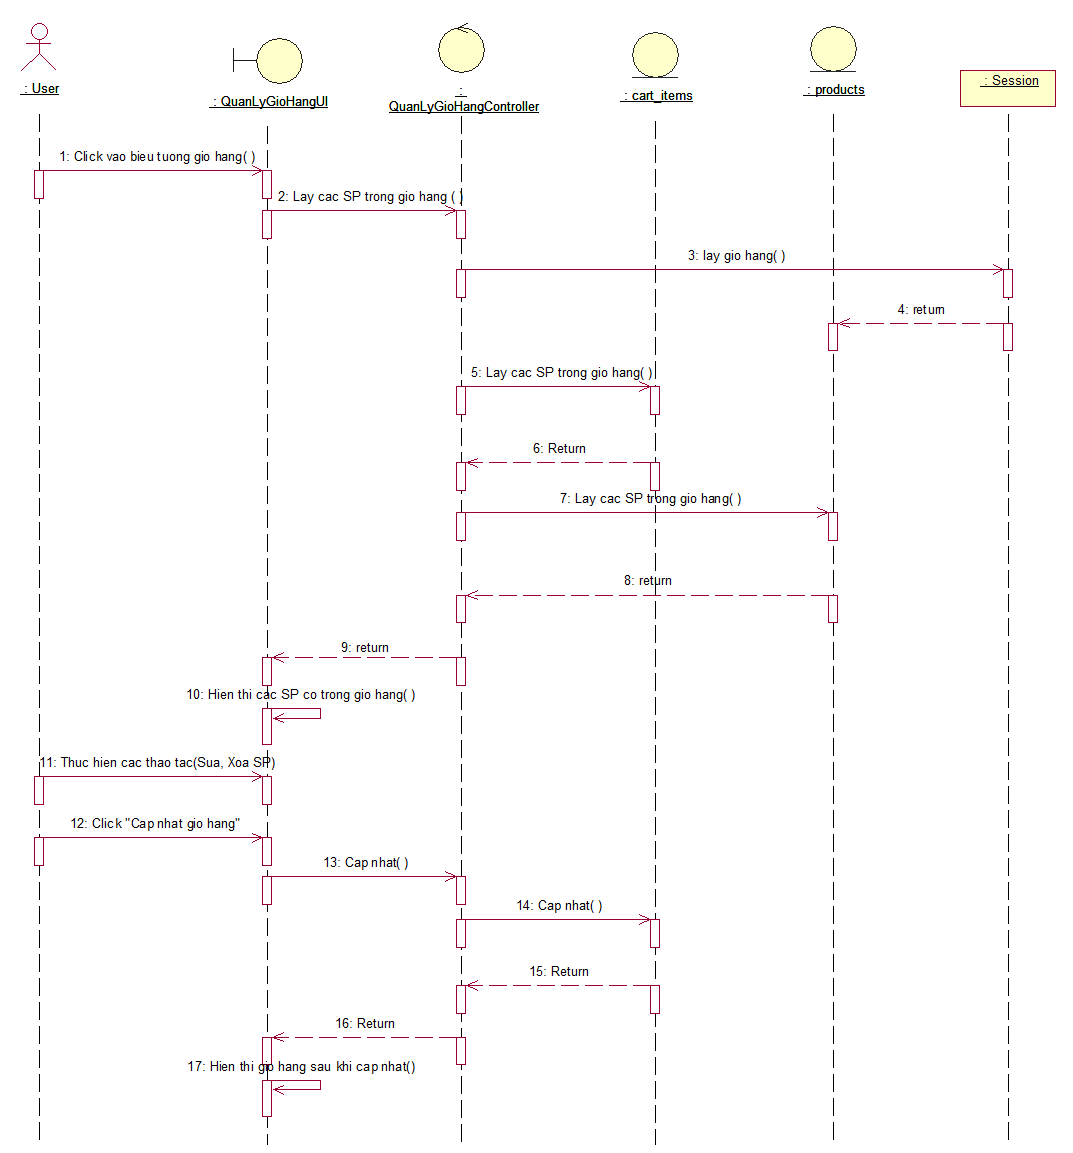 : User
: QuanLyGioHangUI
:
QuanLyGioHangController
: cart_items
: products
: Session
1: Click vao bieu tuong gio hang( )
2: Lay cac SP trong gio hang ( )
3: lay gio hang( )
4: return
5: Lay cac SP trong gio hang( )
6: Return
7: Lay cac SP trong gio hang( )
8: return
9: return
10: Hien thi cac SP co trong gio hang( )
11: Thuc hien cac thao tac(Sua, Xoa SP)
12: Click "Cap nhat gio hang"
13: Cap nhat( )
14: Cap nhat( )
15: Return
16: Return
17: Hien thi gio hang sau khi cap nhat()